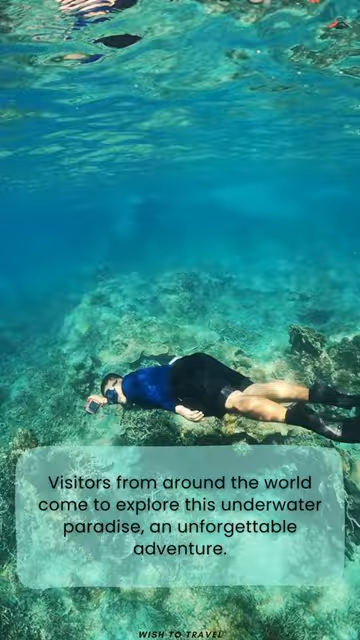 Visitors from around the world
come to explore this underwater
paradise, an unforgettable
adventure.
WISH TO TRAVEL